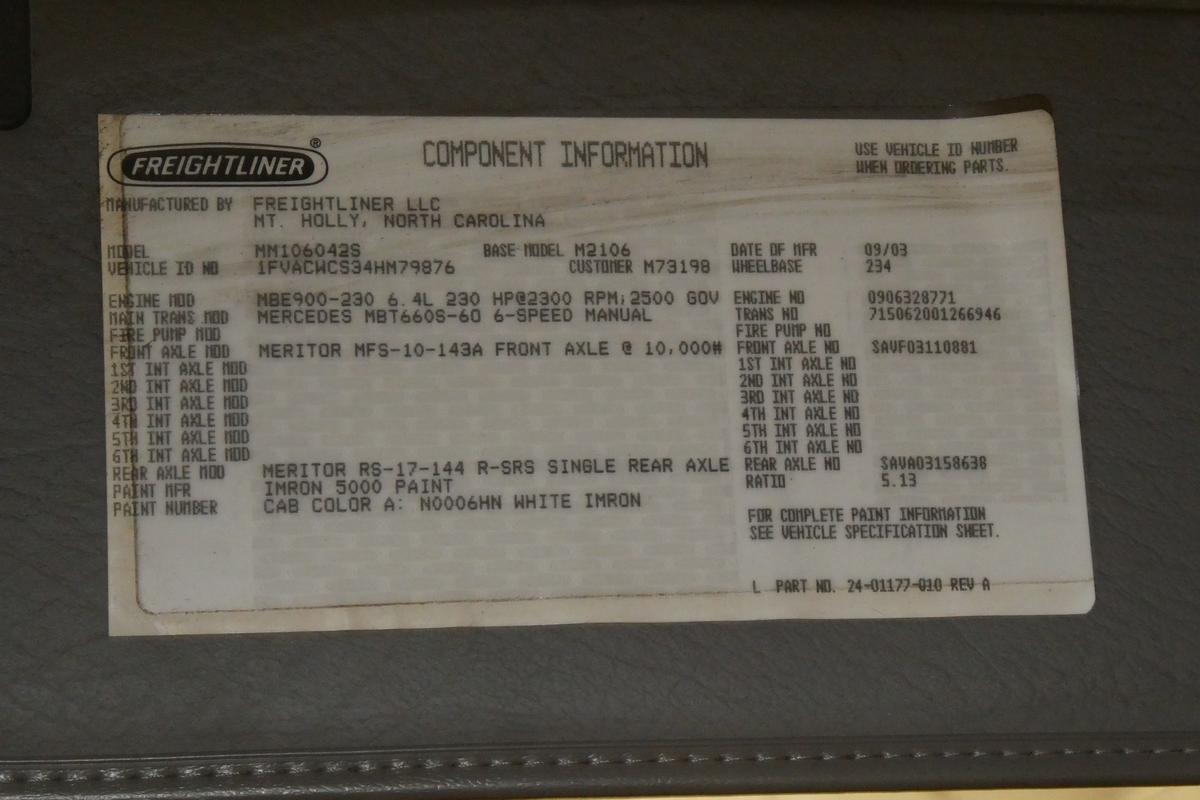 FREIGHTLINER®
COMPONENT INFORMATION
USE VEHICLE ID NUMBER
WHEN ORDERING PARTS.
MANUFACTURED BY FREIGHTLINER LLC
MT. HOLLY, NORTH CAROLINA
MODEL MM106042S BASE MODEL M2106 DATE OF MFR 09/03
VEHICLE ID NO 1FVACWCS34HM79876 CUSTOMER M73198 WHEELBASE 234
ENGINE MOD MBE900-230 6.4L 230 HP@2300 RPM;2500 GOV ENGINE NO 0906328771
MAIN TRANS MOD MERCEDES MBT660S-6O 6-SPEED MANUAL TRANS NO 715062001266946
FIRE PUMP MOD FIRE PUMP NO
FRONT AXLE MOD MERITOR MFS-10-143A FRONT AXLE @ 10,000# FRONT AXLE NO SAVF03110881
1ST INT AXLE MOD 1ST INT AXLE NO
2ND INT AXLE MOD 2ND INT AXLE NO
3RD INT AXLE MOD 3RD INT AXLE NO
4TH INT AXLE MOD 4TH INT AXLE NO
5TH INT AXLE MOD 5TH INT AXLE NO
6TH INT AXLE MOD 6TH INT AXLE NO
REAR AXLE MOD MERITOR RS-17-144 R-SRS SINGLE REAR AXLE REAR AXLE NO SAVA03158638
PAINT MFR IMRON 5000 PAINT RATIO 5.13
PAINT NUMBER CAB COLOR A: N0006HN WHITE IMRON
FOR COMPLETE PAINT INFORMATION
SEE VEHICLE SPECIFICATION SHEET.
L PART NO. 24-01177-010 REV A